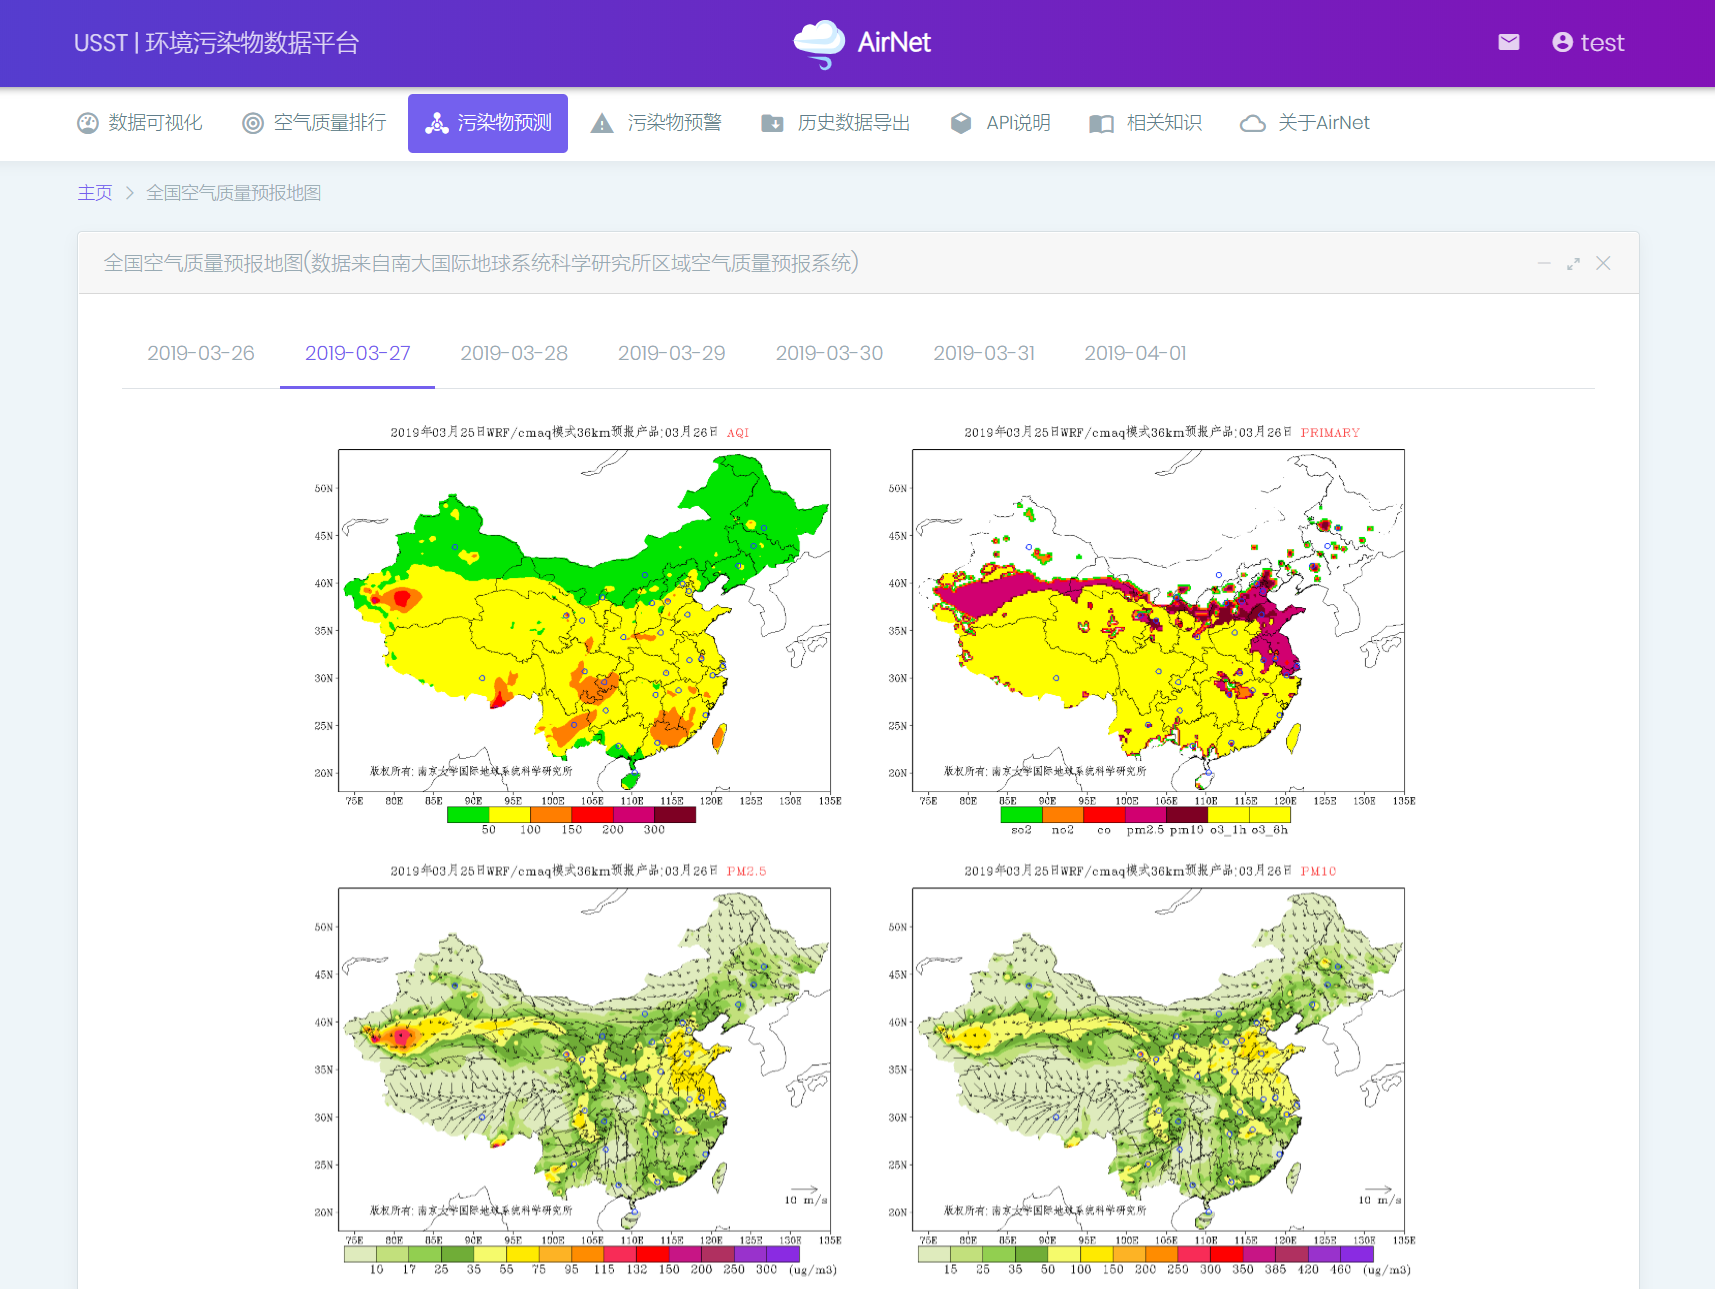 USST | 环境污染物数据平台
AirNet
test
数据可视化
空气质量排行
污染物预测
污染物预警
历史数据导出
API说明
相关知识
关于AirNet
主页
全国空气质量预报地图
全国空气质量预报地图(数据来自南大国际地球系统科学研究所区域空气质量预报系统)
2019-03-26
2019-03-27
2019-03-28
2019-03-29
2019-03-30
2019-03-31
2019-04-01
2019年03月25日WRF/cmaq模式36km预报产品:03月26日 AQI
50N
45N
40N
35N
30N
25N
20N
版权所有: 南京大学国际地球系统科学研究所
75E 80E 85E 90E 95E 100E 105E 110E 115E 120E 125E 130E 135E
50 100 150 200 300
2019年03月25日WRF/cmaq模式36km预报产品:03月26日 PRIMARY
50N
45N
40N
35N
30N
25N
20N
版权所有: 南京大学国际地球系统科学研究所
75E 80E 85E 90E 95E 100E 105E 110E 115E 120E 125E 130E 135E
so2 no2 co pm2.5 pm10 o3_1h o3_8h
2019年03月25日WRF/cmaq模式36km预报产品:03月26日 PM2.5
50N
45N
40N
35N
30N
25N
20N
10 m/s
版权所有: 南京大学国际地球系统科学研究所
75E 80E 85E 90E 95E 100E 105E 110E 115E 120E 125E 130E 135E
10 17 25 35 55 75 95 115 132 150 200 250 300 (ug/m3)
2019年03月25日WRF/cmaq模式36km预报产品:03月26日 PM10
50N
45N
40N
35N
30N
25N
20N
10 m/s
版权所有: 南京大学国际地球系统科学研究所
75E 80E 85E 90E 95E 100E 105E 110E 115E 120E 125E 130E 135E
15 25 35 50 100 150 200 250 300 350 385 420 460 (ug/m3)